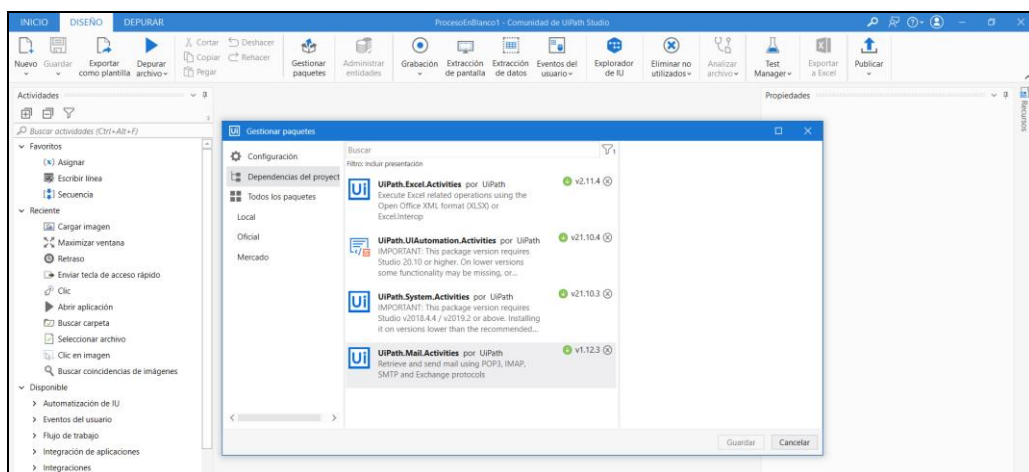 INICIO DISEÑO DEPURAR ProcesoEnBlanco1 - Comunidad de UiPath Studio
Nuevo Guardar Exportar como plantilla Depurar archivo Cortar Copiar Pegar Deshacer Rehacer Gestionar paquetes Administrar entidades Grabación Extracción de pantalla Extracción de datos Eventos del usuario Explorador de IU Eliminar no utilizados Analizar archivo Test Manager Exportar a Excel Publicar
Actividades
Propiedades
Recursos
Buscar actividades (Ctrl+Alt+F)
Favoritos
(x) Asignar
Escribir línea
Secuencia
Reciente
Cargar imagen
Maximizar ventana
Retraso
Enviar tecla de acceso rápido
Clic
Abrir aplicación
Buscar carpeta
Seleccionar archivo
Clic en imagen
Buscar coincidencias de imágenes
Disponible
Automatización de IU
Eventos del usuario
Flujo de trabajo
Integración de aplicaciones
Integraciones
Ui Gestionar paquetes
Configuración
Dependencias del proyect
Todos los paquetes
Local
Oficial
Mercado
Buscar
Filtro: Incluir presentación
Ui UiPath.Excel.Activities por UiPath v2.11.4
Execute Excel related operations using the
Open Office XML format (XLSX) or
Excel.Interop
UiPath.UIAutomation.Activities por UiPath v21.10.4
IMPORTANT: This package version requires
Studio 20.10 or higher. On lower versions
some functionality may be missing, or...
Ui UiPath.System.Activities por UiPath v21.10.3
IMPORTANT: This package version requires
Studio v2018.4.4 / v2019.2 or above. Installing
it on versions lower than the recommended...
Ui UiPath.Mail.Activities por UiPath v1.12.3
Retrieve and send mail using POP3, IMAP,
SMTP and Exchange protocols
Guardar Cancelar